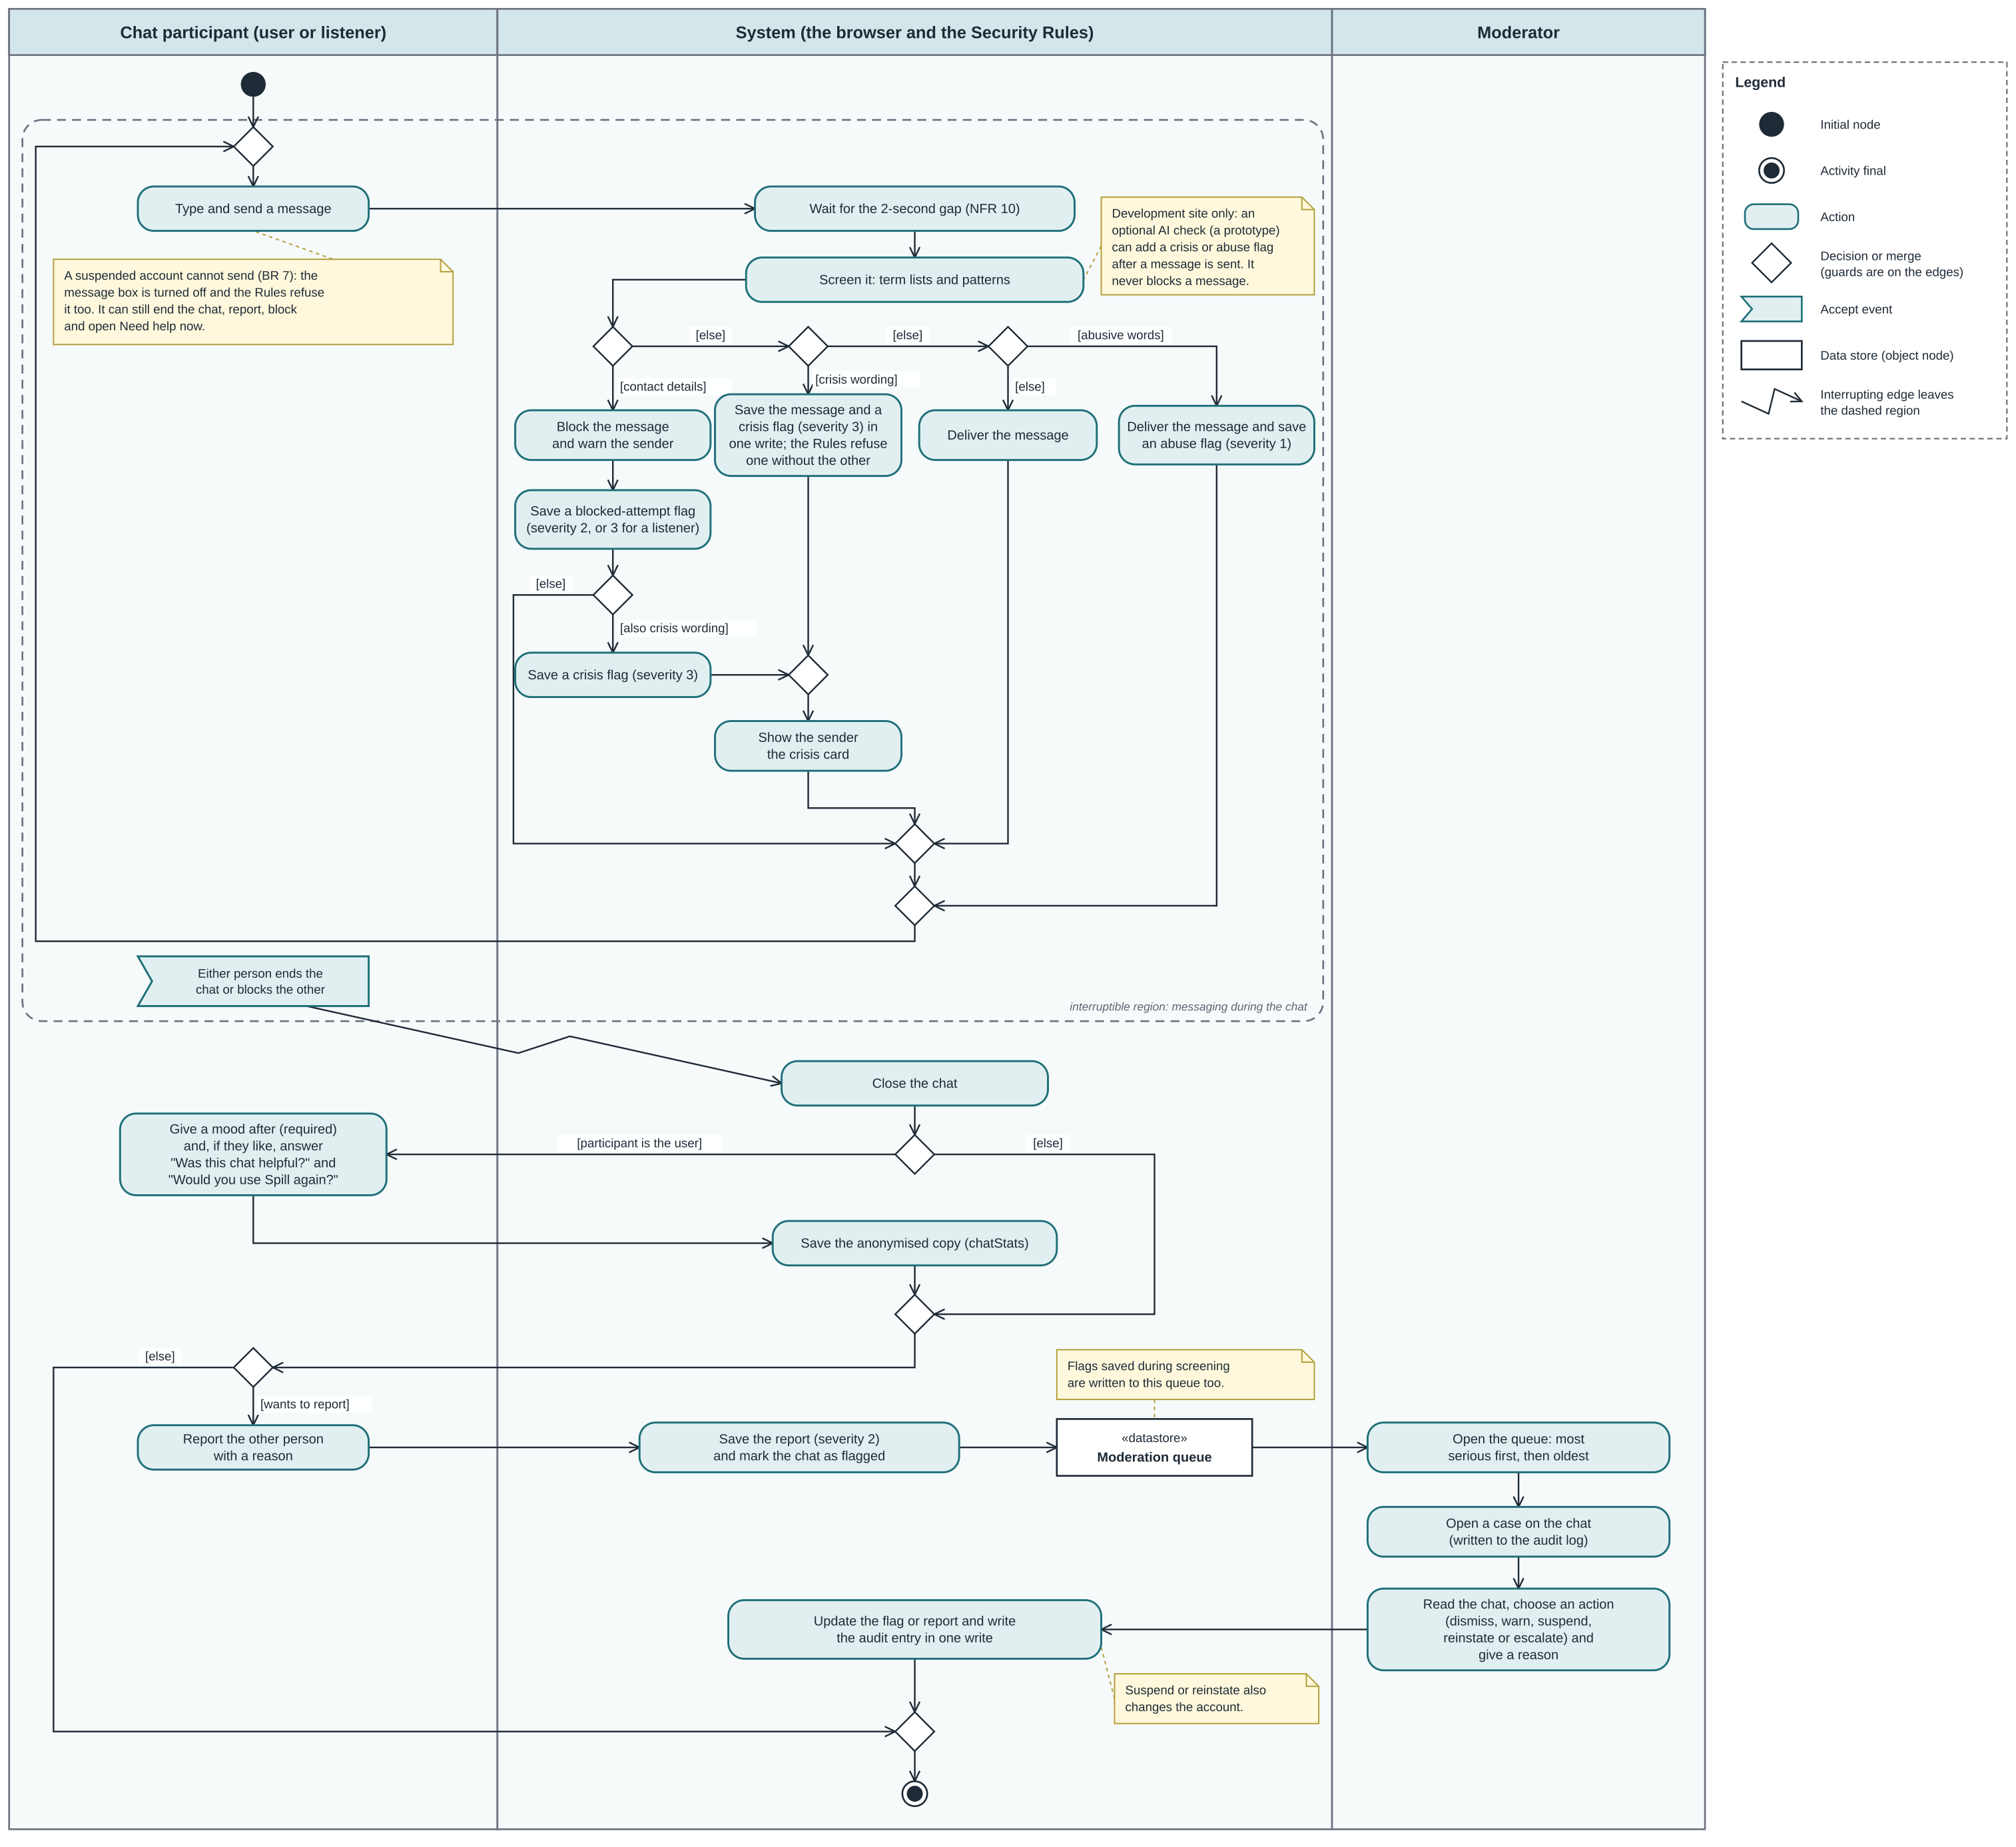 Chat participant (user or listener)
System (the browser and the Security Rules)
Moderator
Legend
Initial node
Activity final
Action
Decision or merge
(guards are on the edges)
Accept event
Data store (object node)
Interrupting edge leaves
the dashed region
Type and send a message
Wait for the 2-second gap (NFR 10)
Development site only: an
optional AI check (a prototype)
can add a crisis or abuse flag
after a message is sent. It
never blocks a message.
A suspended account cannot send (BR 7): the
message box is turned off and the Rules refuse
it too. It can still end the chat, report, block
and open Need help now.
Screen it: term lists and patterns
[else]
[else]
[abusive words]
[contact details]
[crisis wording]
[else]
Block the message
and warn the sender
Save the message and a
crisis flag (severity 3) in
one write; the Rules refuse
one without the other
Deliver the message
Deliver the message and save
an abuse flag (severity 1)
Save a blocked-attempt flag
(severity 2, or 3 for a listener)
[else]
[also crisis wording]
Save a crisis flag (severity 3)
Show the sender
the crisis card
Either person ends the
chat or blocks the other
interruptible region: messaging during the chat
Close the chat
Give a mood after (required)
and, if they like, answer
"Was this chat helpful?" and
"Would you use Spill again?"
[participant is the user]
[else]
Save the anonymised copy (chatStats)
[else]
[wants to report]
Flags saved during screening
are written to this queue too.
Report the other person
with a reason
Save the report (severity 2)
and mark the chat as flagged
«datastore»
Moderation queue
Open the queue: most
serious first, then oldest
Open a case on the chat
(written to the audit log)
Read the chat, choose an action
(dismiss, warn, suspend,
reinstate or escalate) and
give a reason
Update the flag or report and write
the audit entry in one write
Suspend or reinstate also
changes the account.